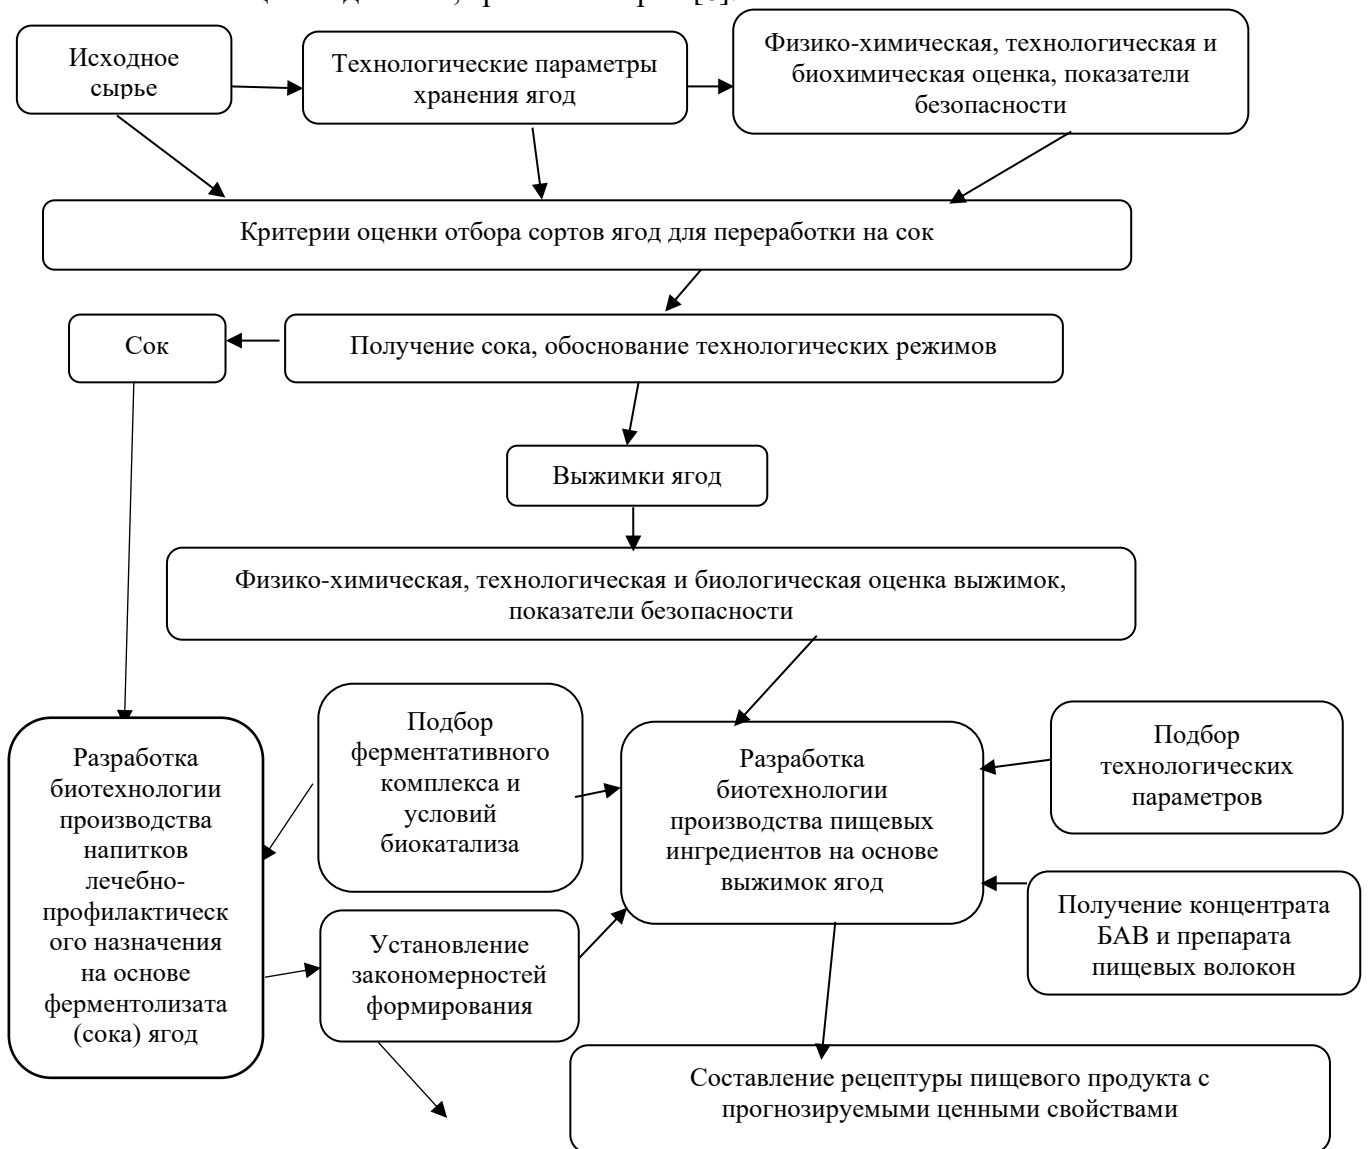 Исходное
сырье
Технологические параметры
хранения ягод
Физико-химическая, технологическая и
биохимическая оценка, показатели
безопасности
Критерии оценки отбора сортов ягод для переработки на сок
Сок
Получение сока, обоснование технологических режимов
Выжимки ягод
Физико-химическая, технологическая и биологическая оценка выжимок,
показатели безопасности
Разработка
биотехнологии
производства
напитков
лечебно-
профилактическ
ого назначения
на основе
ферментолизата
(сока) ягод
Подбор
ферментативного
комплекса и
условий
биокатализа
Установление
закономерностей
формирования
Разработка
биотехнологии
производства пищевых
ингредиентов на основе
выжимок ягод
Подбор
технологических
параметров
Получение концентрата
БАВ и препарата
пищевых волокон
Составление рецептуры пищевого продукта с
прогнозируемыми ценными свойствами